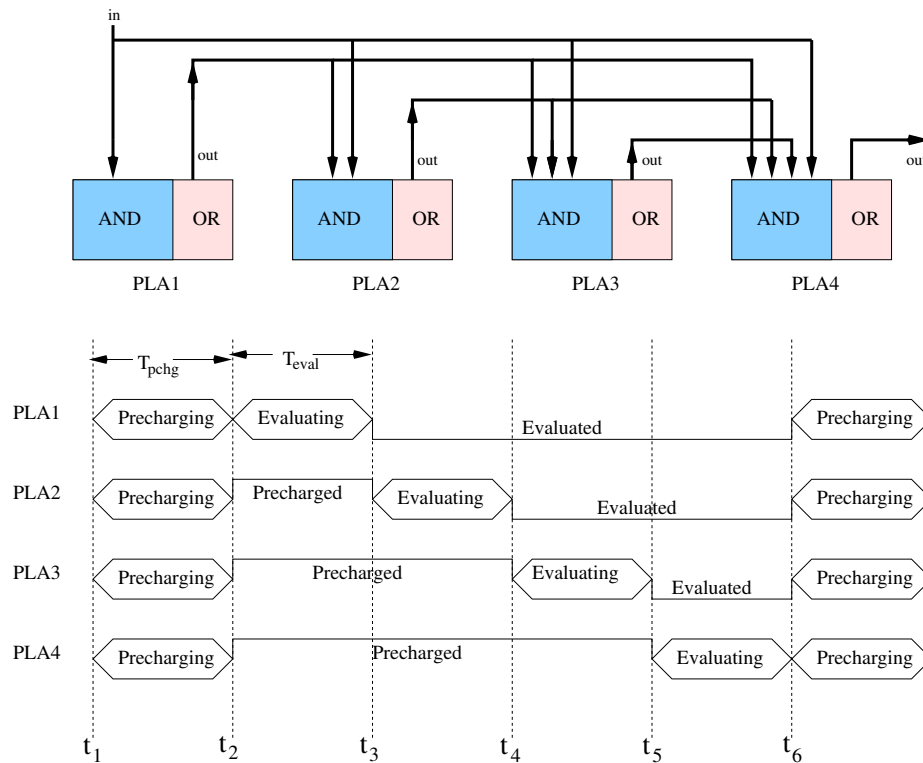 in
out out out out
AND OR AND OR AND OR AND OR
PLA1 PLA2 PLA3 PLA4
Tpchg Teval
PLA1 Precharging Evaluating Evaluated Precharging
PLA2 Precharging Precharged Evaluating Evaluated Precharging
PLA3 Precharging Precharged Evaluating Evaluated Precharging
PLA4 Precharging Precharged Evaluating Precharging
t1 t2 t3 t4 t5 t6